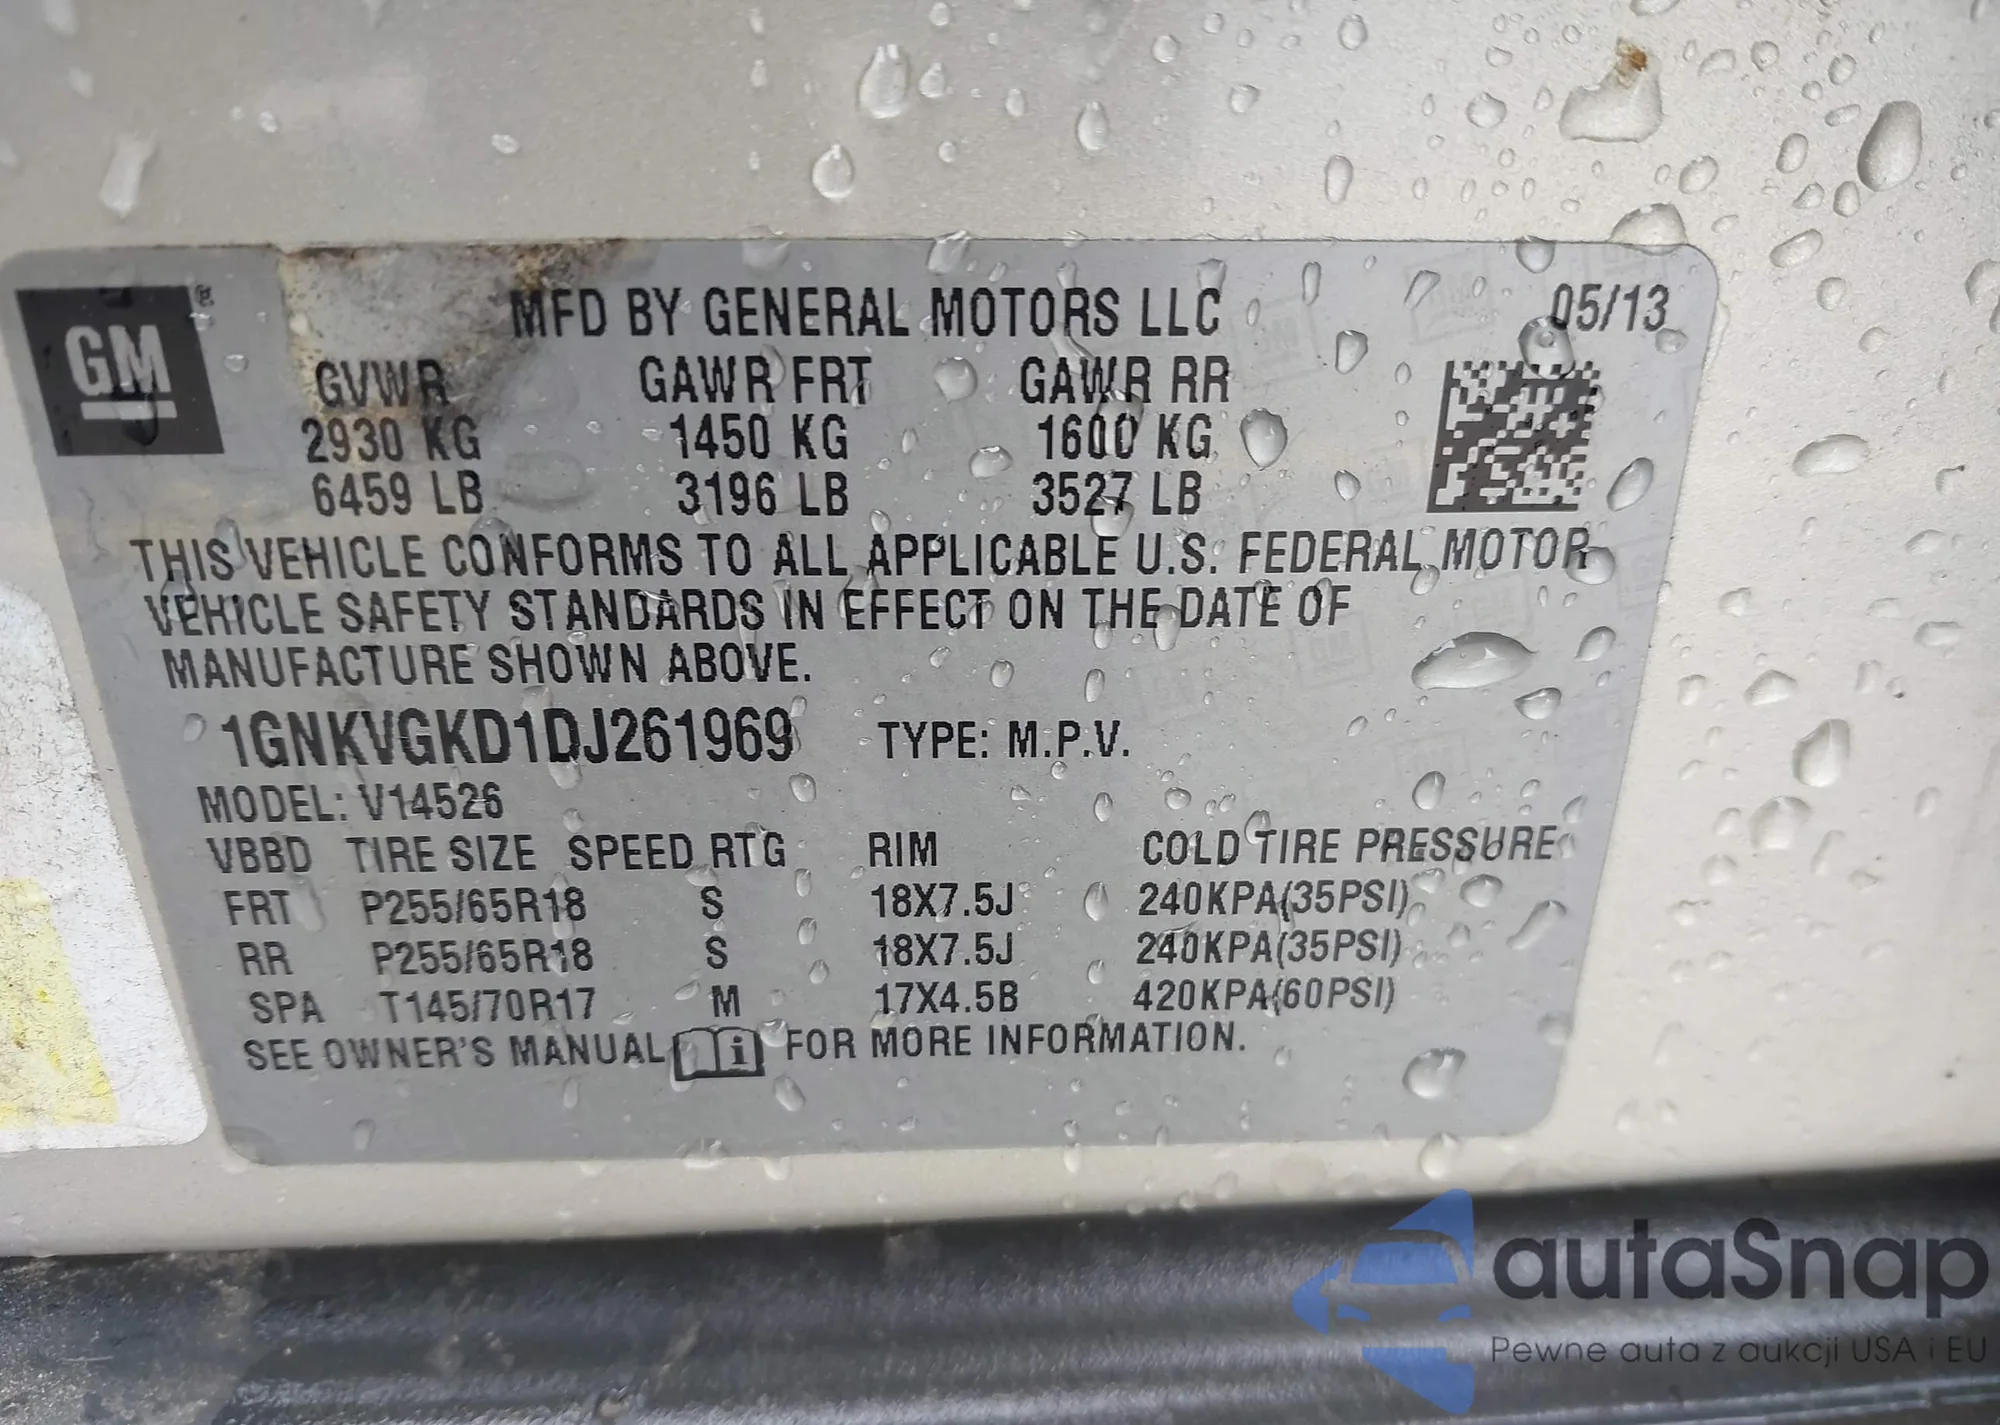 GM ®
MFD BY GENERAL MOTORS LLC 05/13
GVWR GAWR FRT GAWR RR
2930 KG 1450 KG 1600 KG
6459 LB 3196 LB 3527 LB
THIS VEHICLE CONFORMS TO ALL APPLICABLE U.S. FEDERAL MOTOR
VEHICLE SAFETY STANDARDS IN EFFECT ON THE DATE OF
MANUFACTURE SHOWN ABOVE.
1GNKVGKD1DJ261969 TYPE: M.P.V.
MODEL: V14526
VBBD TIRE SIZE SPEED RTG RIM COLD TIRE PRESSURE
FRT P255/65R18 S 18X7.5J 240KPA(35PSI)
RR P255/65R18 S 18X7.5J 240KPA(35PSI)
SPA T145/70R17 M 17X4.5B 420KPA(60PSI)
SEE OWNER'S MANUAL i FOR MORE INFORMATION.
autaSnap
Pewne auta z aukcji USA i EU